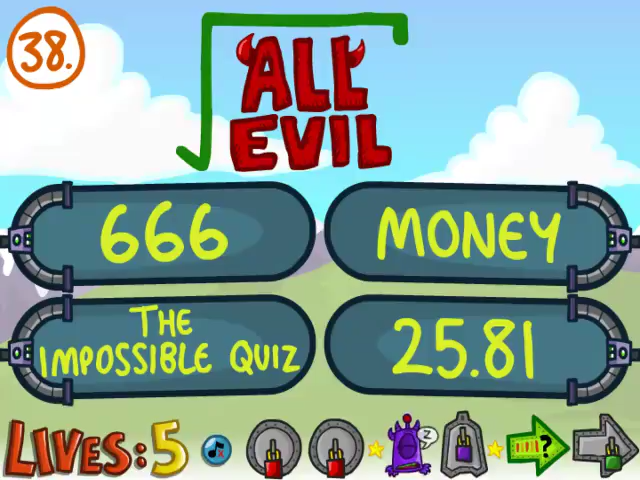 38.
ALL
EVIL
666
MONEY
THE
IMPOSSIBLE QUIZ
25.81
LIVES: 5
Z
?